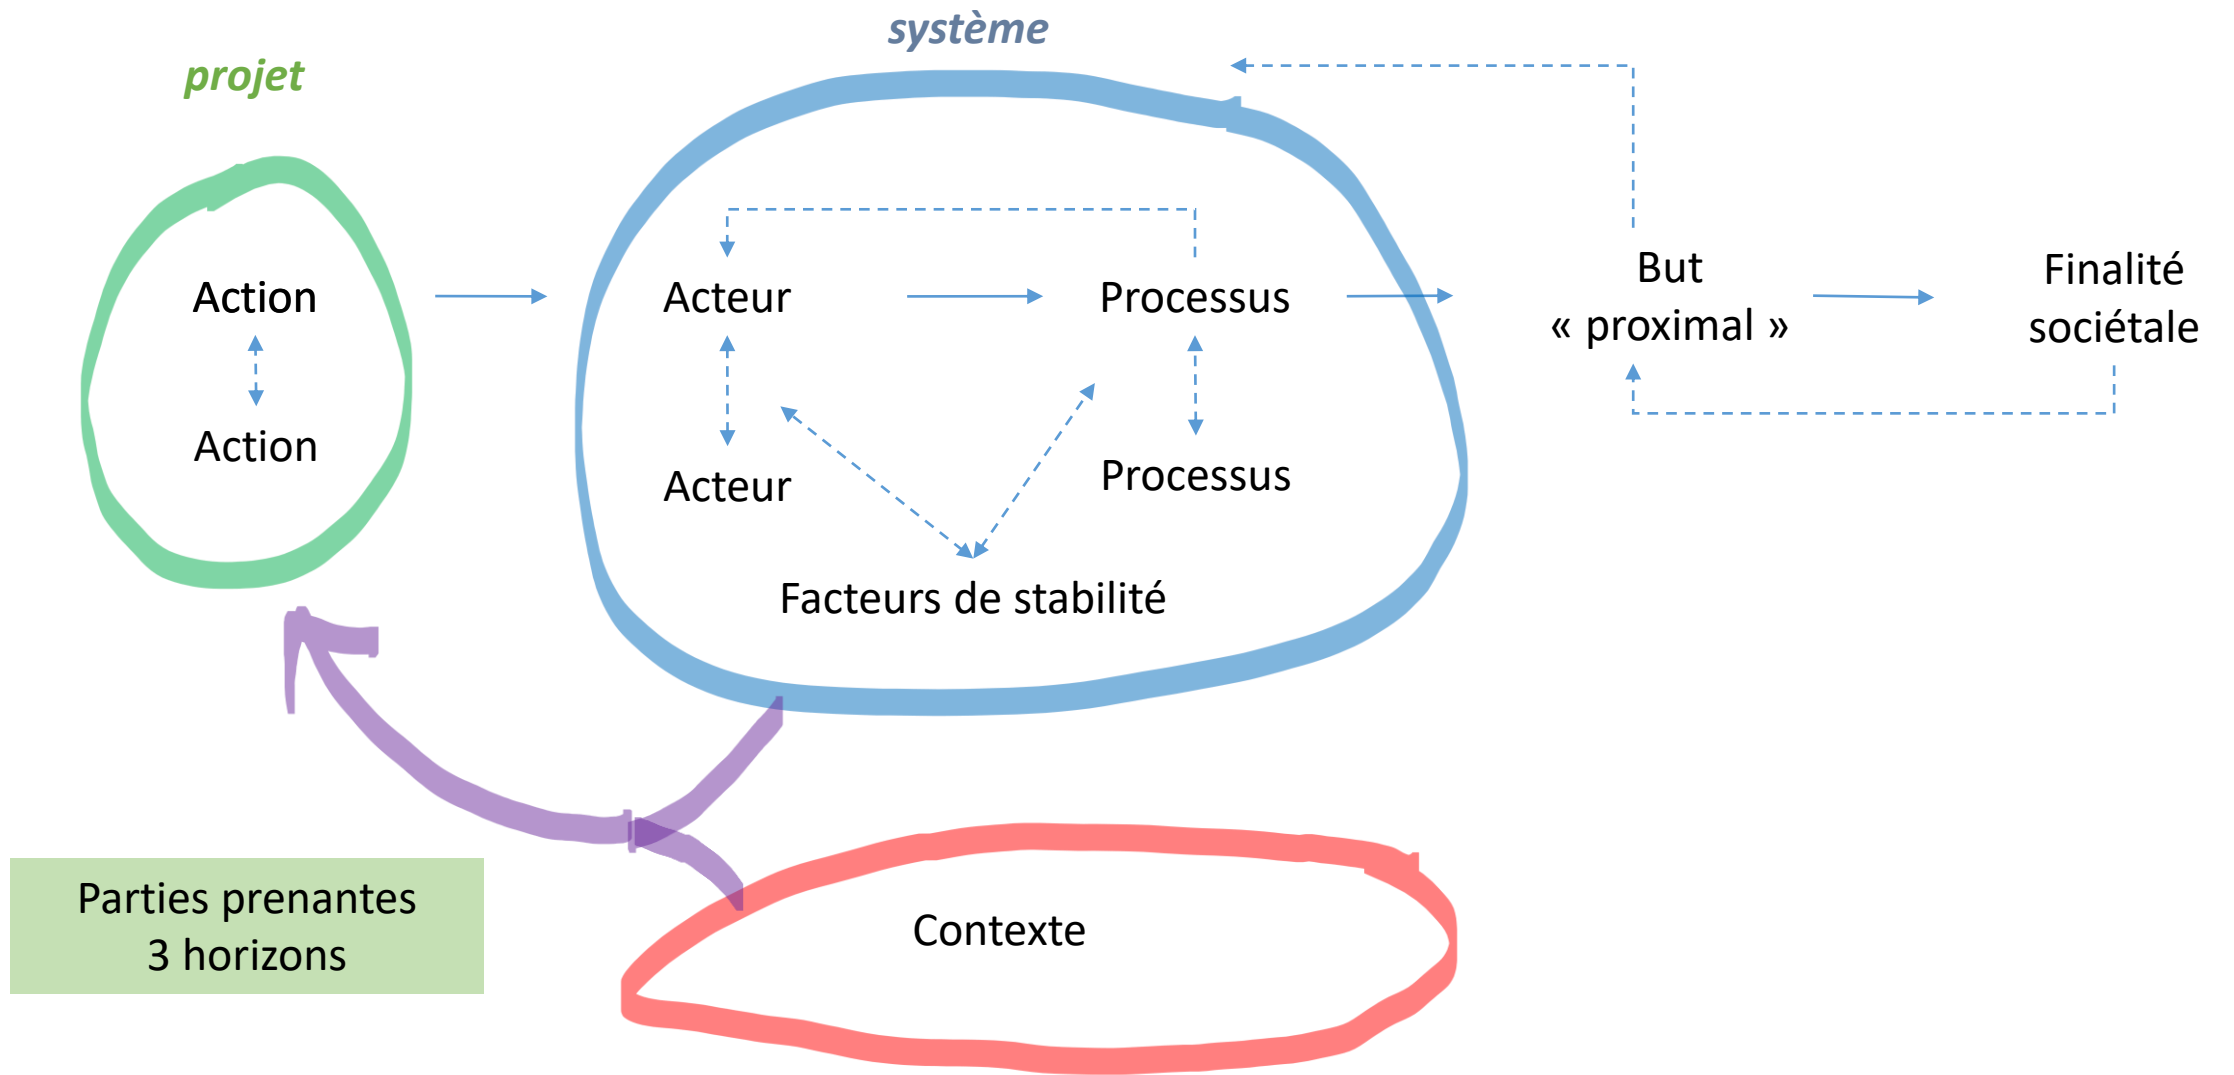 système
projet
Action
Acteur
Processus
But
« proximal »
Finalité
sociétale
Action
Acteur
Processus
Facteurs de stabilité
Parties prenantes
3 horizons
Contexte